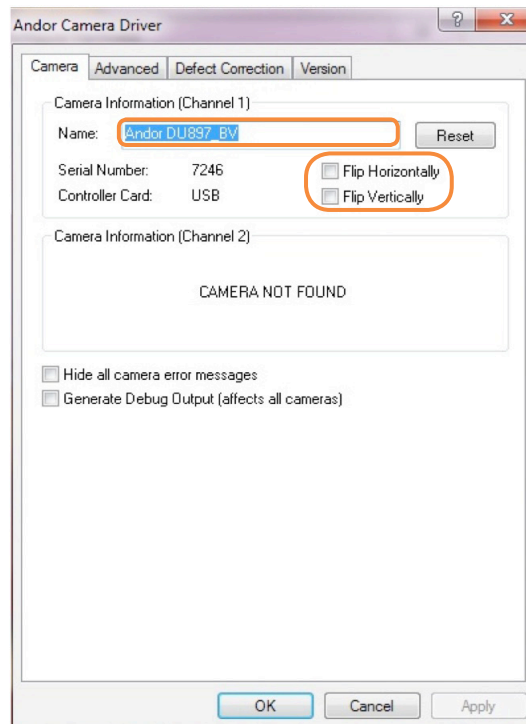 Andor Camera Driver
?
Camera Advanced Defect Correction Version
Camera Information (Channel 1)
Name: Andor DU897_BV Reset
Serial Number: 7246 Flip Horizontally
Controller Card: USB Flip Vertically
Camera Information (Channel 2)
CAMERA NOT FOUND
Hide all camera error messages
Generate Debug Output (affects all cameras)
OK Cancel Apply